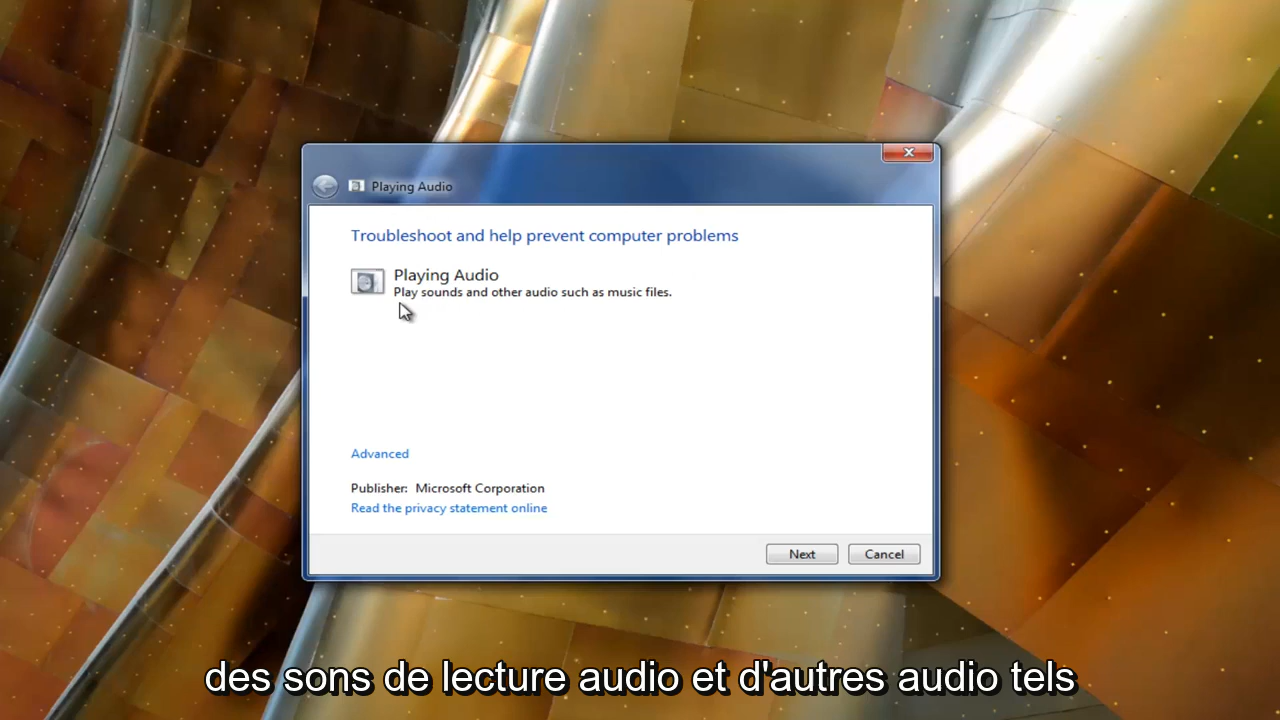 Playing Audio
Troubleshoot and help prevent computer problems
Playing Audio
Play sounds and other audio such as music files.
Advanced
Publisher: Microsoft Corporation
Read the privacy statement online
Next
Cancel
des sons de lecture audio et d'autres audio tels